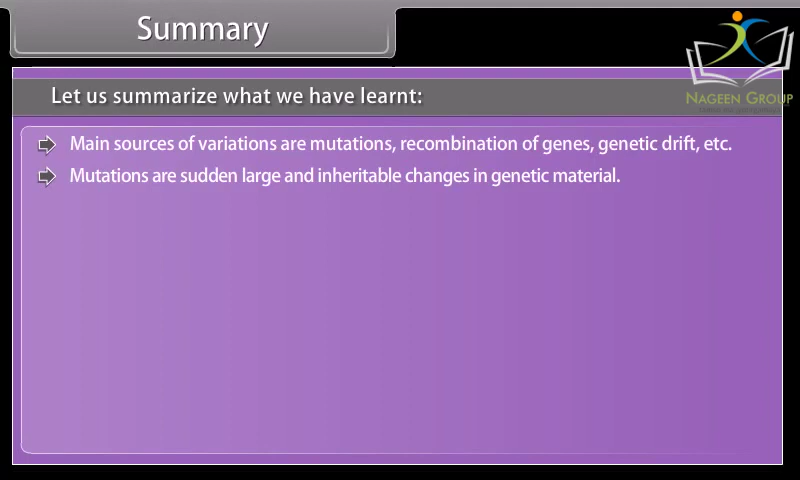 Summary
NAGEEN GROUP
Let us summarize what we have learnt:
Main sources of variations are mutations, recombination of genes, genetic drift, etc.
Mutations are sudden large and inheritable changes in genetic material.